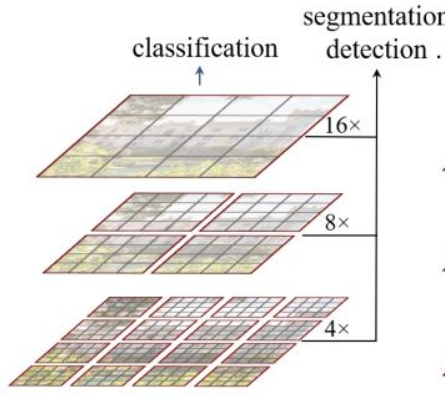 segmentation
classification
detection .
16×
8×
4×